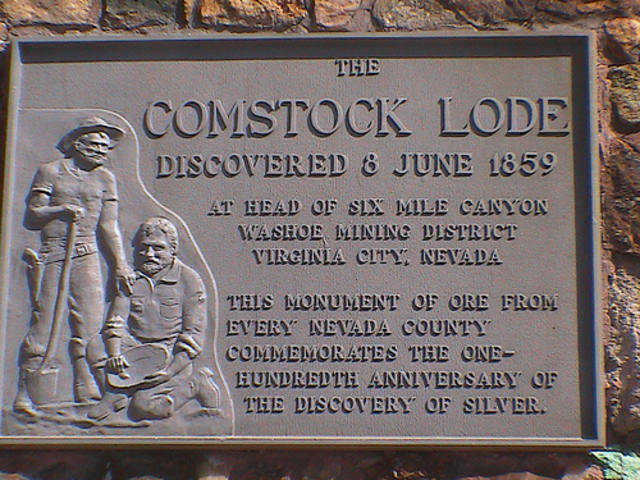 THE
COMSTOCK LODE
DISCOVERED 8 JUNE 1859
AT HEAD OF SIX MILE CANYON
WASHOE MINING DISTRICT
VIRGINIA CITY, NEVADA
THIS MONUMENT OF ORE FROM
EVERY NEVADA COUNTY
COMMEMORATES THE ONE-
HUNDREDTH ANNIVERSARY OF
THE DISCOVERY OF SILVER.